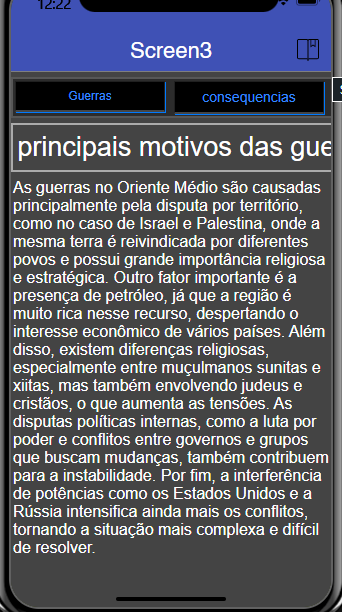 12:22
Screen3
Guerras
consequencias
principais motivos das gue
As guerras no Oriente Médio são causadas
principalmente pela disputa por território,
como no caso de Israel e Palestina, onde a
mesma terra é reivindicada por diferentes
povos e possui grande importância religiosa
e estratégica. Outro fator importante é a
presença de petróleo, já que a região é
muito rica nesse recurso, despertando o
interesse econômico de vários países. Além
disso, existem diferenças religiosas,
especialmente entre muçulmanos sunitas e
xiitas, mas também envolvendo judeus e
cristãos, o que aumenta as tensões. As
disputas políticas internas, como a luta por
poder e conflitos entre governos e grupos
que buscam mudanças, também contribuem
para a instabilidade. Por fim, a interferência
de potências como os Estados Unidos e a
Rússia intensifica ainda mais os conflitos,
tornando a situação mais complexa e difícil
de resolver.